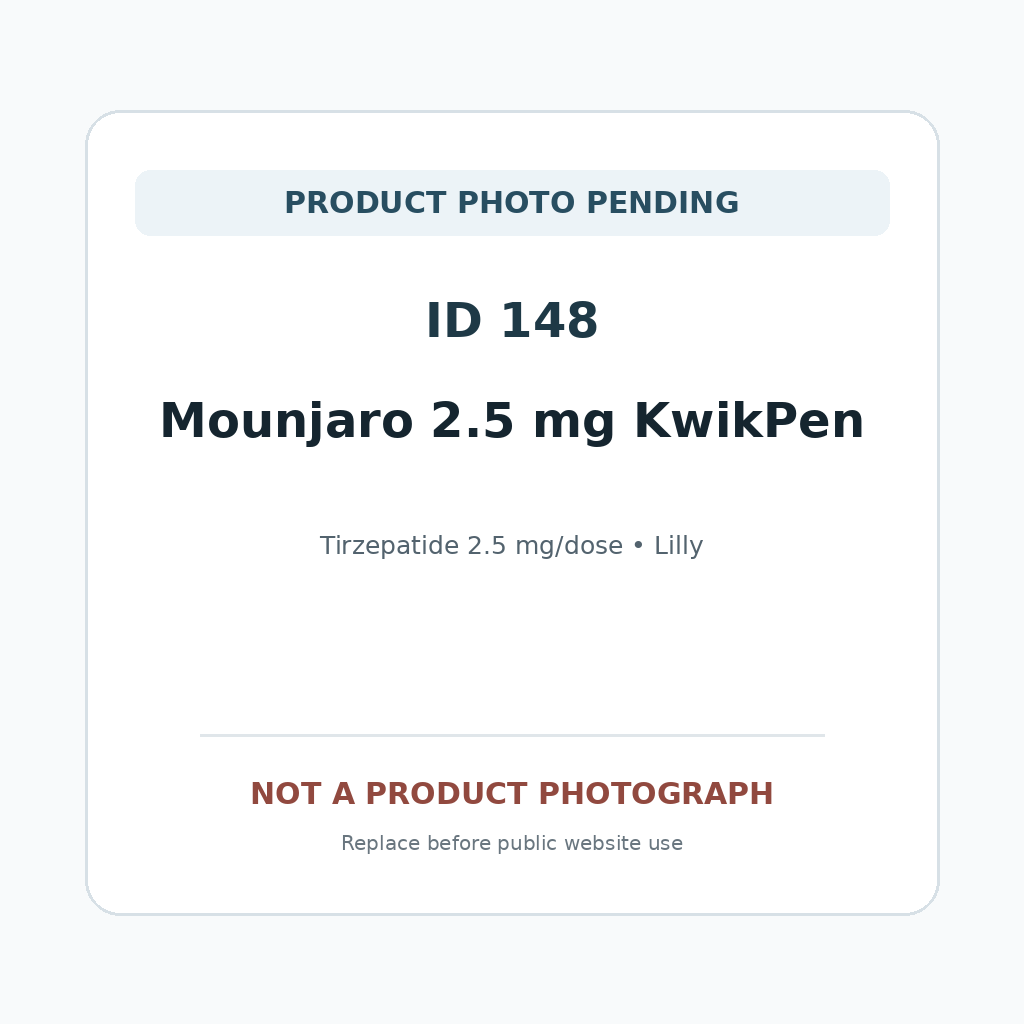 PRODUCT PHOTO PENDING
ID 148
Mounjaro 2.5 mg KwikPen
Tirzepatide 2.5 mg/dose • Lilly
NOT A PRODUCT PHOTOGRAPH
Replace before public website use